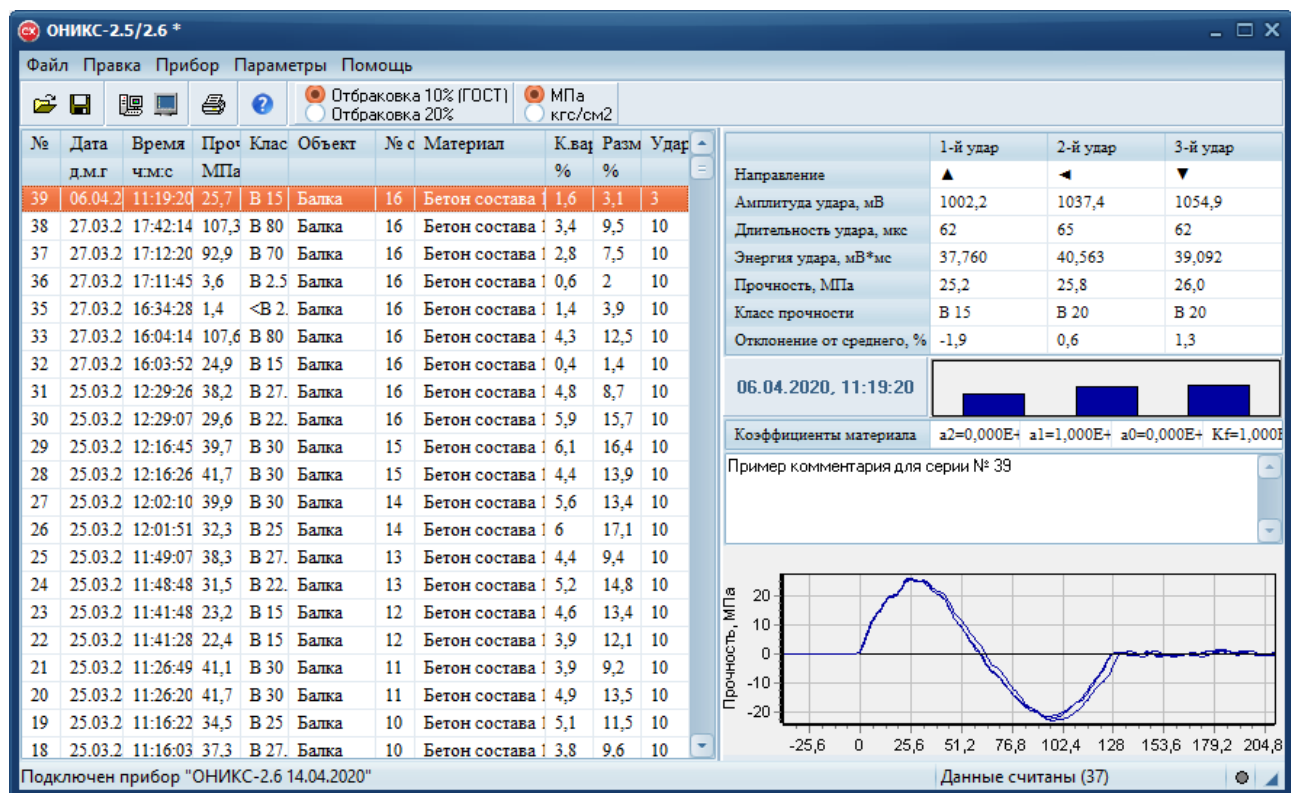 ОНИКС-2.5/2.6 *
Файл Правка Прибор Параметры Помощь
Отбраковка 10% (ГОСТ) МПа
Отбраковка 20% кгс/см2
№ Дата Время Проч Клас Объект № с Материал К.вар Разм Удар
д.м.г ч:м:с МПа % %
39 06.04.2 11:19:20 25,7 B 15 Балка 16 Бетон состава 1 1,6 3,1 3
38 27.03.2 17:42:14 107,3 B 80 Балка 16 Бетон состава 1 3,4 9,5 10
37 27.03.2 17:12:20 92,9 B 70 Балка 16 Бетон состава 1 2,8 7,5 10
36 27.03.2 17:11:45 3,6 B 2.5 Балка 16 Бетон состава 1 0,6 2 10
35 27.03.2 16:34:28 1,4 <B 2. Балка 16 Бетон состава 1 1,4 3,9 10
33 27.03.2 16:04:14 107,6 B 80 Балка 16 Бетон состава 1 4,3 12,5 10
32 27.03.2 16:03:52 24,9 B 15 Балка 16 Бетон состава 1 0,4 1,4 10
31 25.03.2 12:29:26 38,2 B 27. Балка 16 Бетон состава 1 4,8 8,7 10
30 25.03.2 12:29:07 29,6 B 22. Балка 16 Бетон состава 1 5,9 15,7 10
29 25.03.2 12:16:45 39,7 B 30 Балка 15 Бетон состава 1 6,1 16,4 10
28 25.03.2 12:16:26 41,7 B 30 Балка 15 Бетон состава 1 4,4 13,9 10
27 25.03.2 12:02:10 39,9 B 30 Балка 14 Бетон состава 1 5,6 13,4 10
26 25.03.2 12:01:51 32,3 B 25 Балка 14 Бетон состава 1 6 17,1 10
25 25.03.2 11:49:07 38,3 B 27. Балка 13 Бетон состава 1 4,4 9,4 10
24 25.03.2 11:48:48 31,5 B 22. Балка 13 Бетон состава 1 5,2 14,8 10
23 25.03.2 11:41:48 23,2 B 15 Балка 12 Бетон состава 1 4,6 13,4 10
22 25.03.2 11:41:28 22,4 B 15 Балка 12 Бетон состава 1 3,9 12,1 10
21 25.03.2 11:26:49 41,1 B 30 Балка 11 Бетон состава 1 3,9 9,2 10
20 25.03.2 11:26:20 41,7 B 30 Балка 11 Бетон состава 1 4,9 13,5 10
19 25.03.2 11:16:22 34,5 B 25 Балка 10 Бетон состава 1 5,1 11,5 10
18 25.03.2 11:16:03 37,3 B 27. Балка 10 Бетон состава 1 3,8 9,6 10
1-й удар 2-й удар 3-й удар
Направление ▲ ◄ ▼
Амплитуда удара, мВ 1002,2 1037,4 1054,9
Длительность удара, мкс 62 65 62
Энергия удара, мВ*мс 37,760 40,563 39,092
Прочность, МПа 25,2 25,8 26,0
Класс прочности B 15 B 20 B 20
Отклонение от среднего, % -1,9 0,6 1,3
06.04.2020, 11:19:20
Коэффициенты материала a2=0,000E+ a1=1,000E+ a0=0,000E+ Kf=1,000E
Пример комментария для серии № 39
Прочность, МПа
20
10
0
-10
-20
-25,6 0 25,6 51,2 76,8 102,4 128 153,6 179,2 204,8
Подключен прибор "ОНИКС-2.6 14.04.2020" Данные считаны (37)